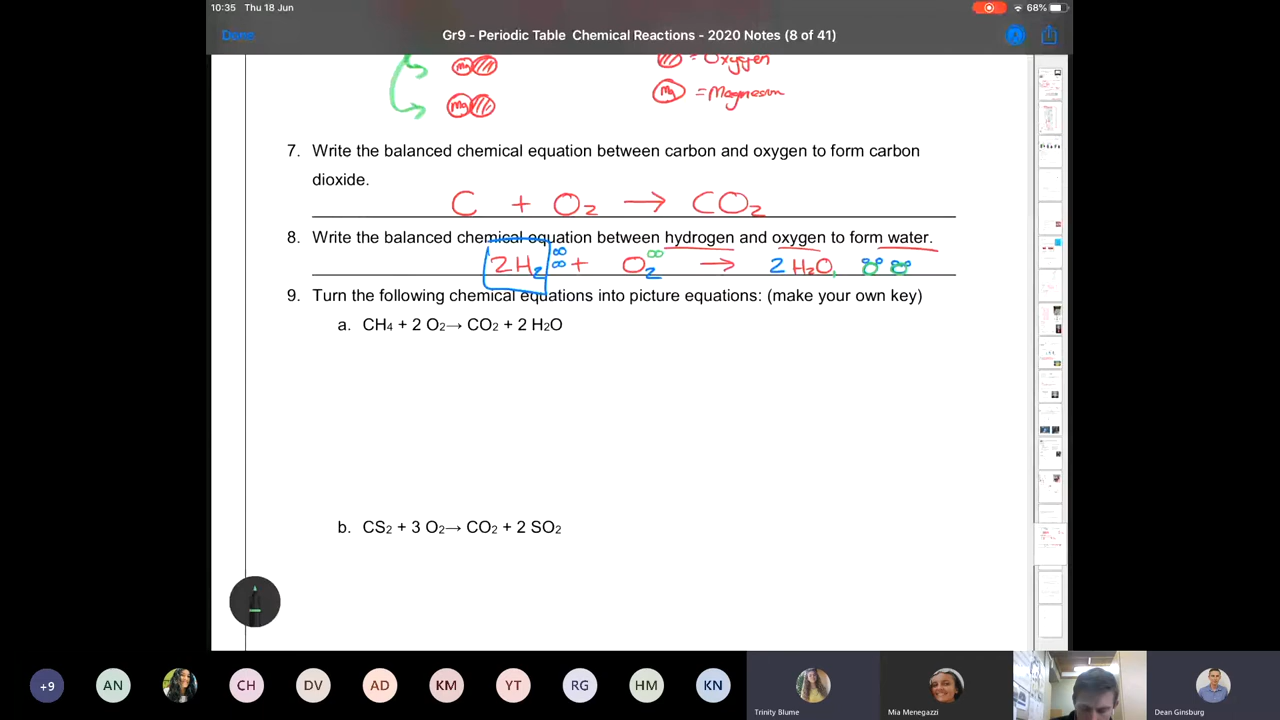 10:35 Thu 18 Jun
68%
Done
Gr9 - Periodic Table Chemical Reactions - 2020 Notes (8 of 41)
Mg
= Oxygen
Mg
Mg = Magnesium
7. Write the balanced chemical equation between carbon and oxygen to form carbon
dioxide.
C + O2 → CO2
8. Write the balanced chemical equation between hydrogen and oxygen to form water.
2H2 + O2 → 2 H2O
9. Turn the following chemical equations into picture equations: (make your own key)
a. CH4 + 2 O2→ CO2 + 2 H2O
b. CS2 + 3 O2→ CO2 + 2 SO2
+9 AN CH DV AD KM YT RG HM KN
Trinity Blume Mia Menegazzi Dean Ginsburg